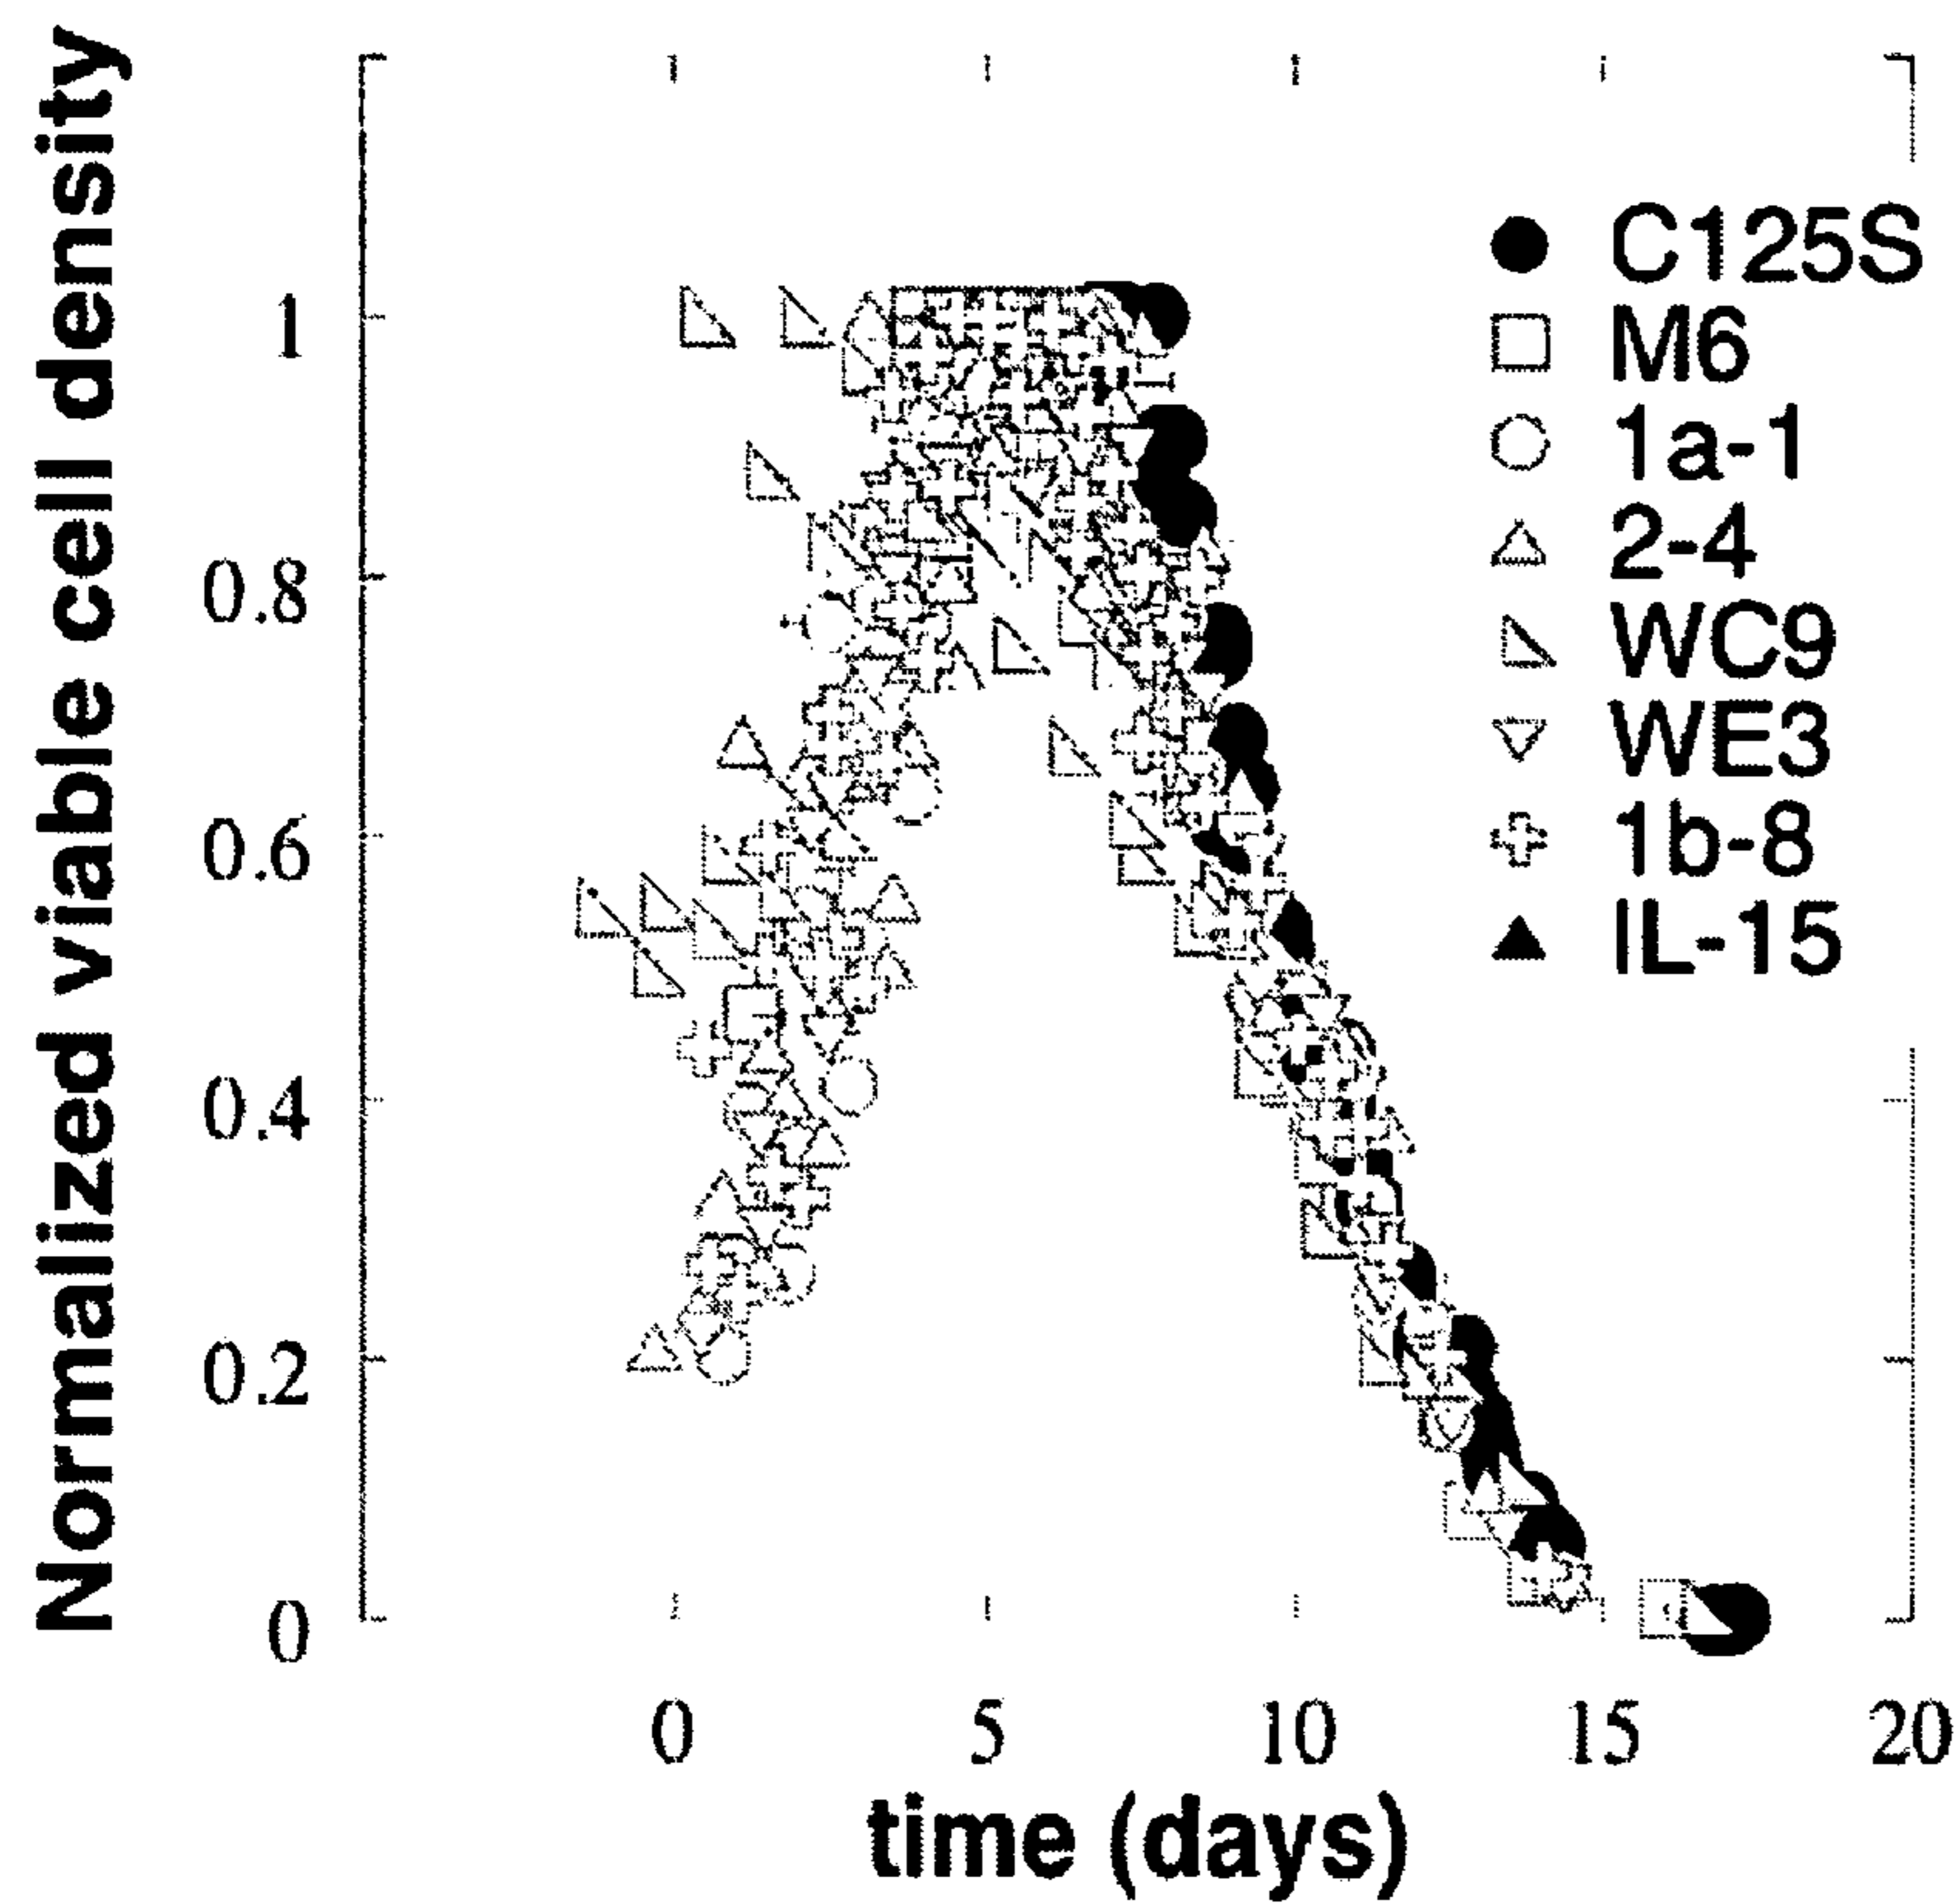 Normalized viable cell density
1
0.8
0.6
0.4
0.2
0
0 5 10 15 20
time (days)
C125S
M6
1a-1
2-4
WC9
WE3
1b-8
IL-15